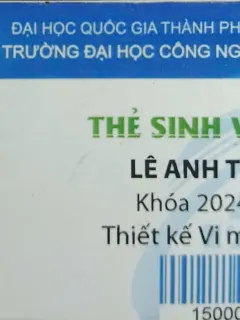 ĐẠI HỌC QUỐC GIA THÀNH PH
TRƯỜNG ĐẠI HỌC CÔNG NG
THẺ SINH V
LÊ ANH T
Khóa 2024
Thiết kế Vi m
15000